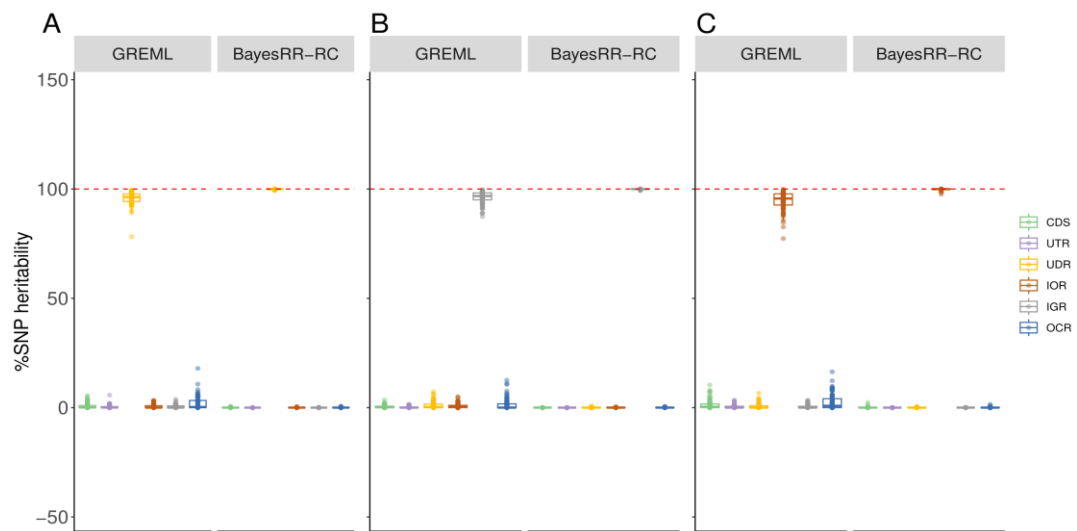 A B C
GREML BayesRR−RC GREML BayesRR−RC GREML BayesRR−RC
150
100
50
0
−50
%SNP heritability
CDS
UTR
UDR
IOR
IGR
OCR